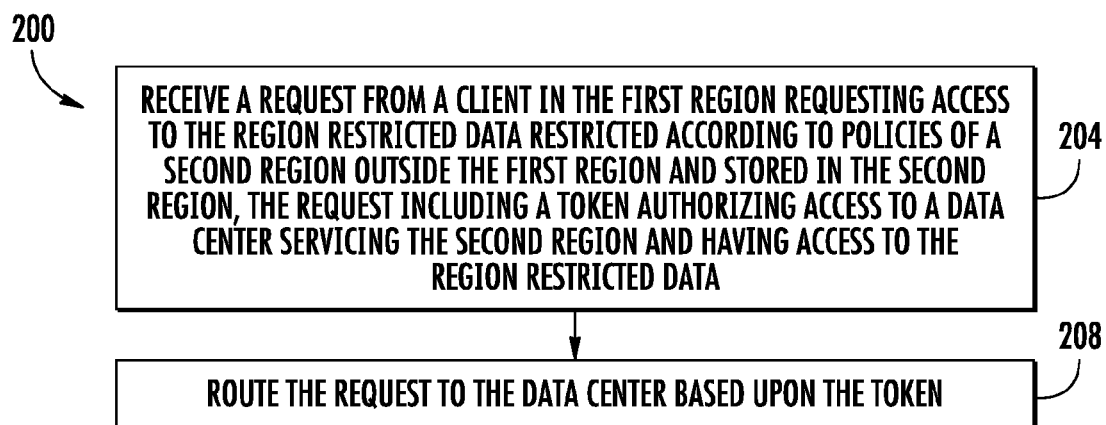 200
RECEIVE A REQUEST FROM A CLIENT IN THE FIRST REGION REQUESTING ACCESS
TO THE REGION RESTRICTED DATA RESTRICTED ACCORDING TO POLICIES OF A
SECOND REGION OUTSIDE THE FIRST REGION AND STORED IN THE SECOND
REGION, THE REQUEST INCLUDING A TOKEN AUTHORIZING ACCESS TO A DATA
CENTER SERVICING THE SECOND REGION AND HAVING ACCESS TO THE
REGION RESTRICTED DATA
204
ROUTE THE REQUEST TO THE DATA CENTER BASED UPON THE TOKEN
208